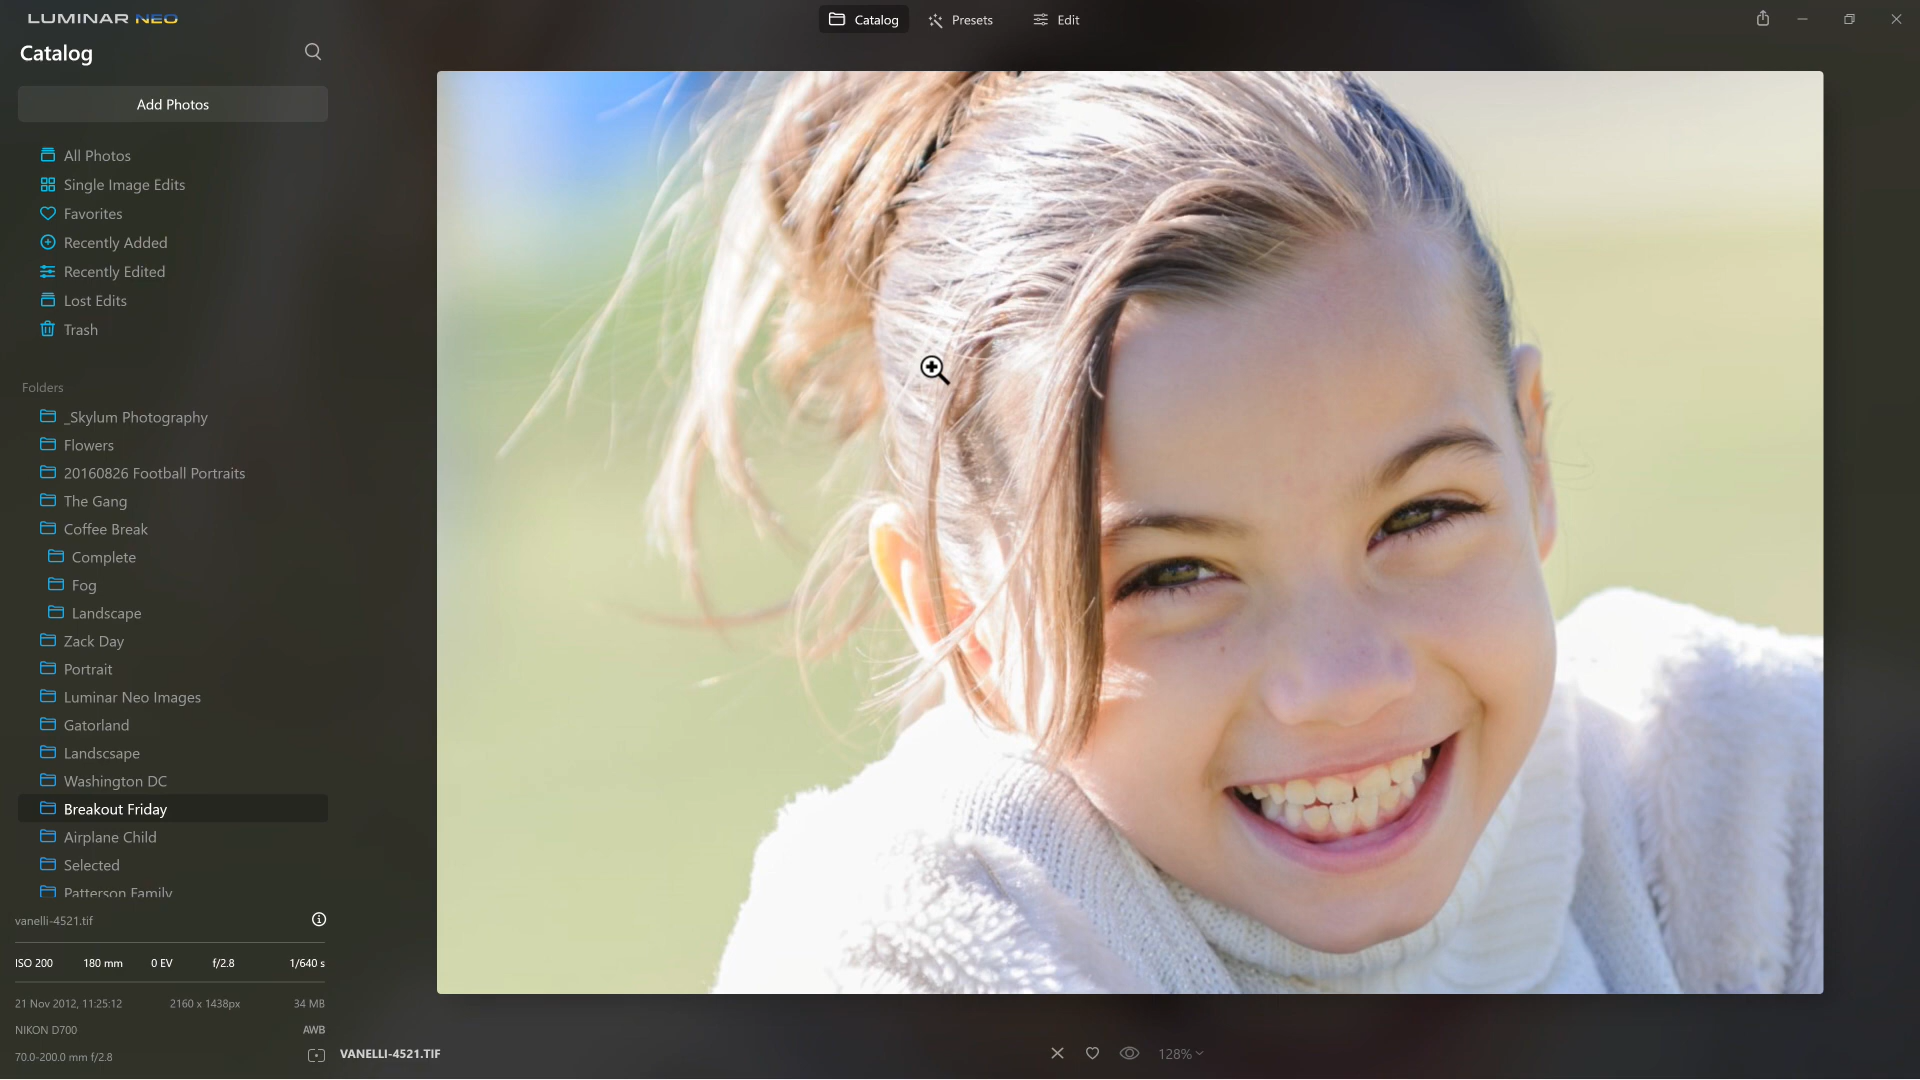 LUMINAR NEO
Catalog
Presets
Edit
Catalog
Add Photos
All Photos
Single Image Edits
Favorites
Recently Added
Recently Edited
Lost Edits
Trash
Folders
_Skylum Photography
Flowers
20160826 Football Portraits
The Gang
Coffee Break
Complete
Fog
Landscape
Zack Day
Portrait
Luminar Neo Images
Gatorland
Landscsape
Washington DC
Breakout Friday
Airplane Child
Selected
Patterson Family
vanelli-4521.tif
ISO 200 180 mm 0 EV f/2.8 1/640 s
21 Nov 2012, 11:25:12 2160 x 1438px 34 MB
NIKON D700 AWB
70.0-200.0 mm f/2.8
VANELLI-4521.TIF
128%